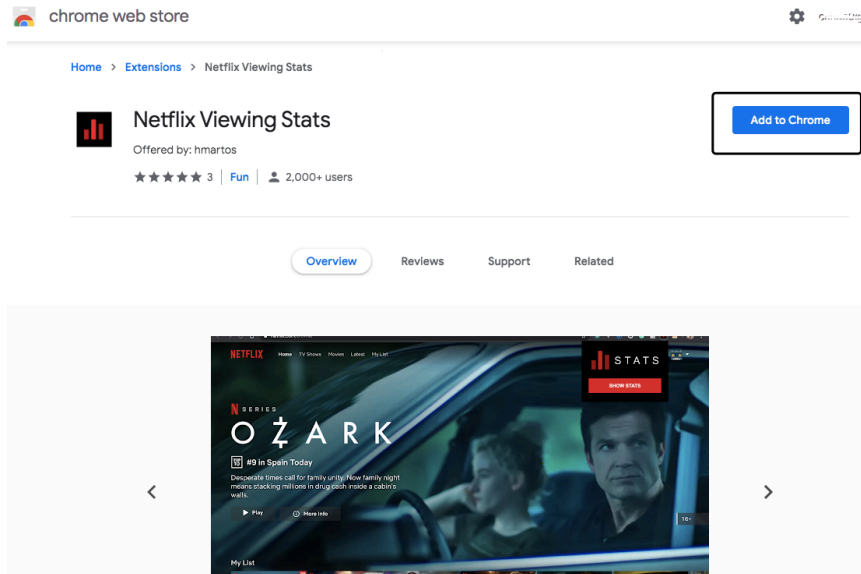 chrome web store
Home > Extensions > Netflix Viewing Stats
Netflix Viewing Stats
Add to Chrome
Offered by: hmartos
3 Fun 2,000+ users
Overview Reviews Support Related
NETFLIX Home TV Shows Movies Latest My List
STATS
SHOW STATS
N SERIES
OZARK
#9 in Spain Today
Desperate times call for family unity. Now family night
means stacking millions in drug cash inside a cabin's
walls.
Play More Info
16+
My List